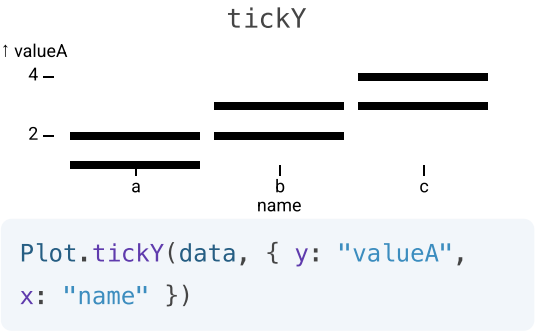 tickY
↑ valueA
4
2
a b c
name
Plot.tickY(data, { y: "valueA",
x: "name" })